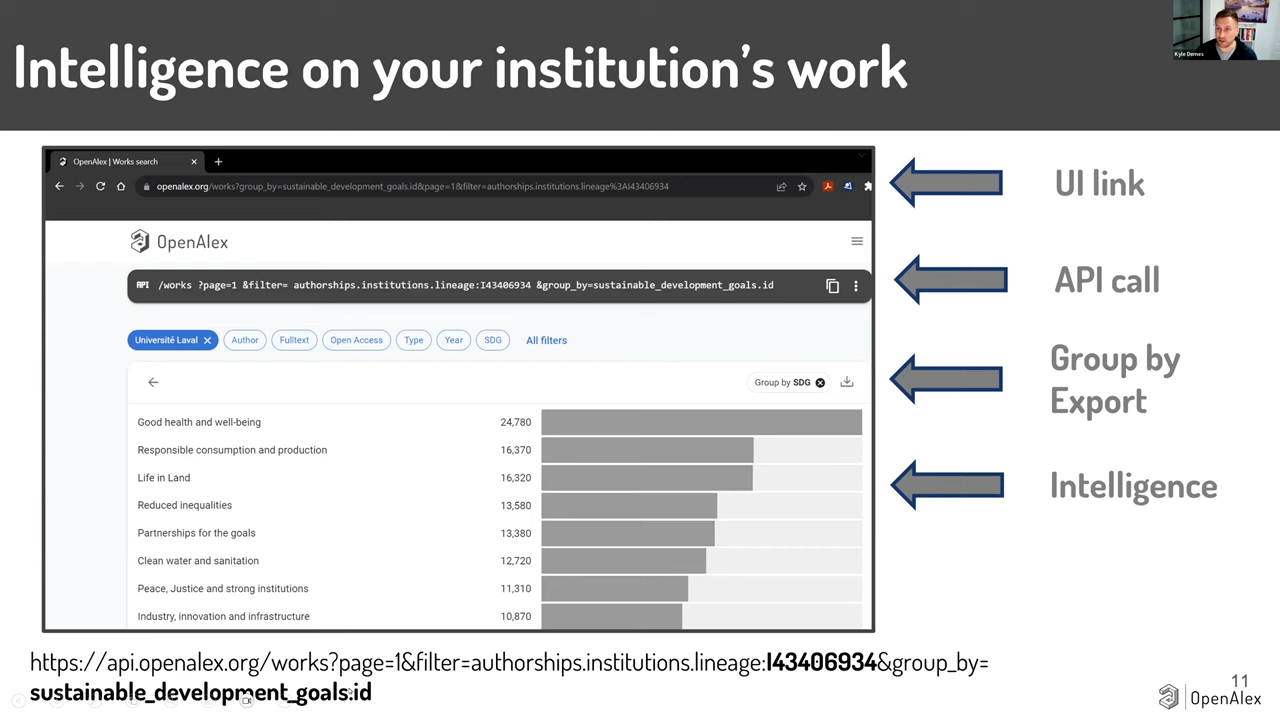 Intelligence on your institution's work
Kyle Demes
OpenAlex | Works search
openalex.org/works?group_by=sustainable_development_goals.id&page=1&filter=authorships.institutions.lineage%3AI43406934
OpenAlex
API /works ?page=1 &filter= authorships.institutions.lineage:I43406934 &group_by=sustainable_development_goals.id
Université Laval Author Fulltext Open Access Type Year SDG All filters
Group by SDG
Good health and well-being 24,780
Responsible consumption and production 16,370
Life in Land 16,320
Reduced inequalities 13,580
Partnerships for the goals 13,380
Clean water and sanitation 12,720
Peace, Justice and strong institutions 11,310
Industry, innovation and infrastructure 10,870
UI link
API call
Group by
Export
Intelligence
https://api.openalex.org/works?page=1&filter=authorships.institutions.lineage:I43406934&group_by=
sustainable_development_goals.id
11
OpenAlex